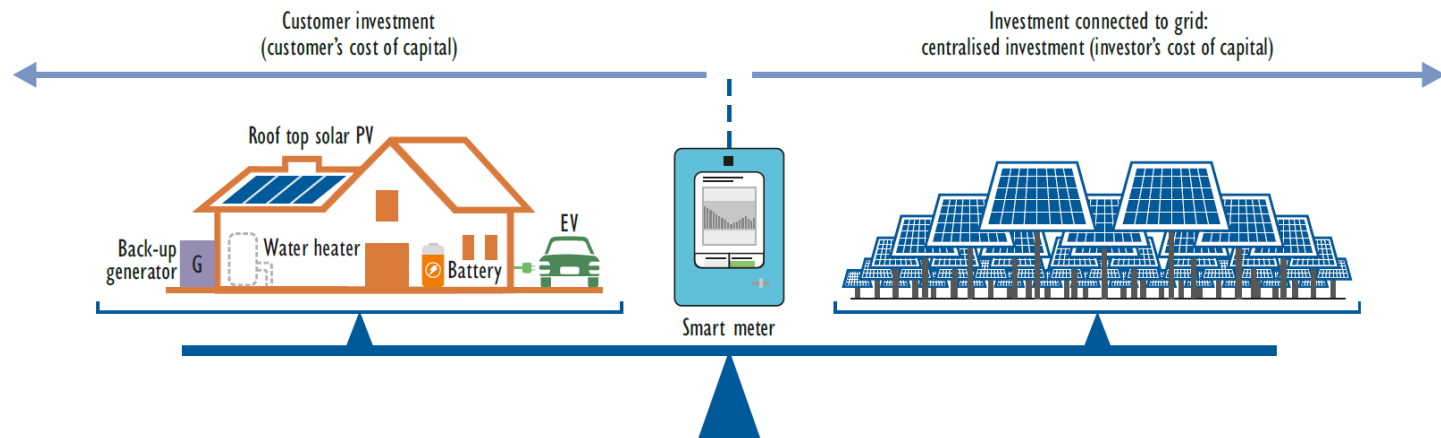 Customer investment
(customer's cost of capital)
Investment connected to grid:
centralised investment (investor's cost of capital)
Roof top solar PV
Back-up
generator
G
Water heater
Battery
EV
Smart meter